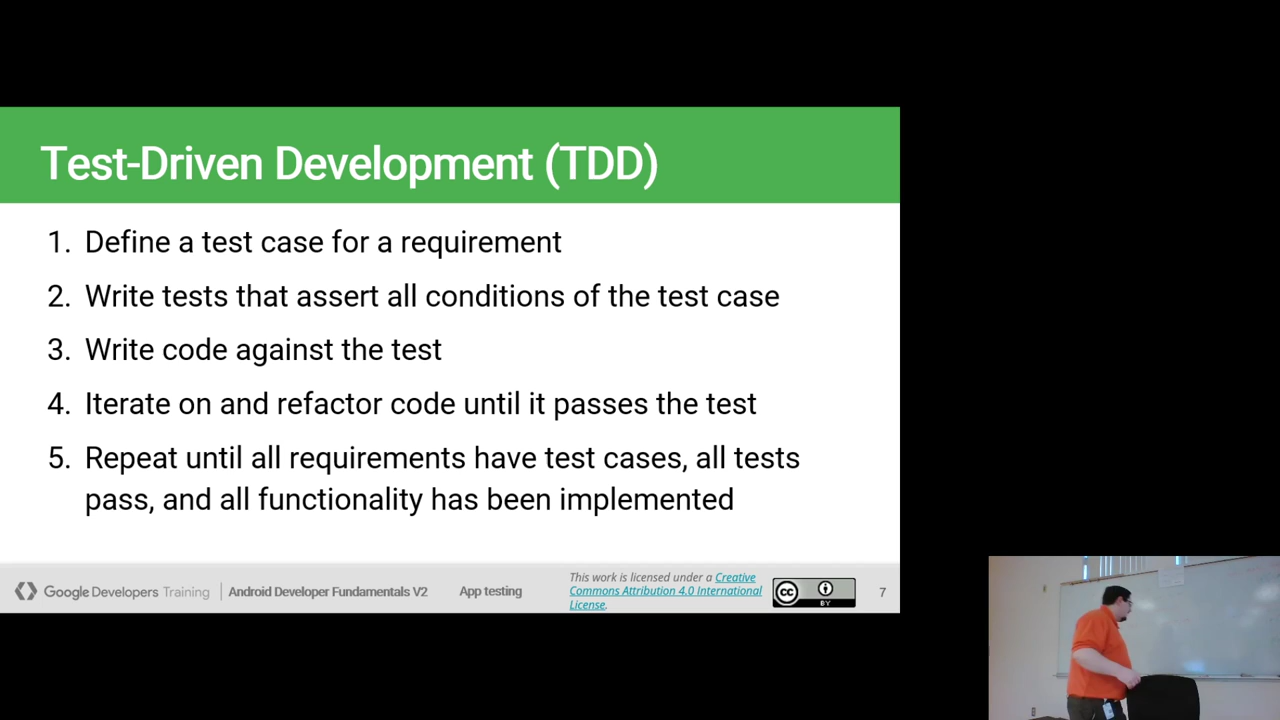 Test-Driven Development (TDD)
1. Define a test case for a requirement
2. Write tests that assert all conditions of the test case
3. Write code against the test
4. Iterate on and refactor code until it passes the test
5. Repeat until all requirements have test cases, all tests
pass, and all functionality has been implemented
Google Developers Training
Android Developer Fundamentals V2
App testing
This work is licensed under a Creative
Commons Attribution 4.0 International
License.
cc
BY
7